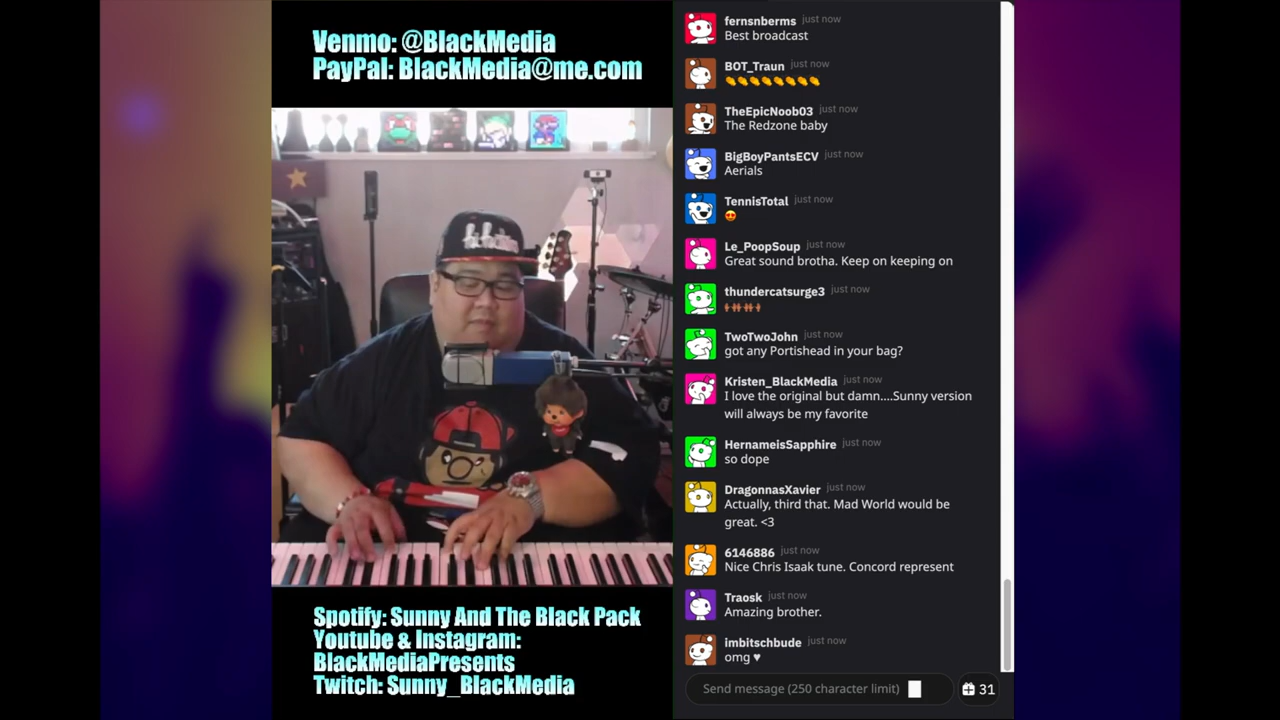 Venmo: @BlackMedia
PayPal: BlackMedia@me.com
Spotify: Sunny And The Black Pack
Youtube & Instagram:
BlackMediaPresents
Twitch: Sunny_BlackMedia
fernsnberms just now
Best broadcast
BOT_Traun just now
👏👏👏👏👏👏👏👏
TheEpicNoob03 just now
The Redzone baby
BigBoyPantsECV just now
Aerials
TennisTotal just now
😍
Le_PoopSoup just now
Great sound brotha. Keep on keeping on
thundercatsurge3 just now
TwoTwoJohn just now
got any Portishead in your bag?
Kristen_BlackMedia just now
I love the original but damn....Sunny version
will always be my favorite
HernameisSapphire just now
so dope
DragonnasXavier just now
Actually, third that. Mad World would be
great. <3
6146886 just now
Nice Chris Isaak tune. Concord represent
Traosk just now
Amazing brother.
imbitschbude just now
omg ♥
Send message (250 character limit)
31